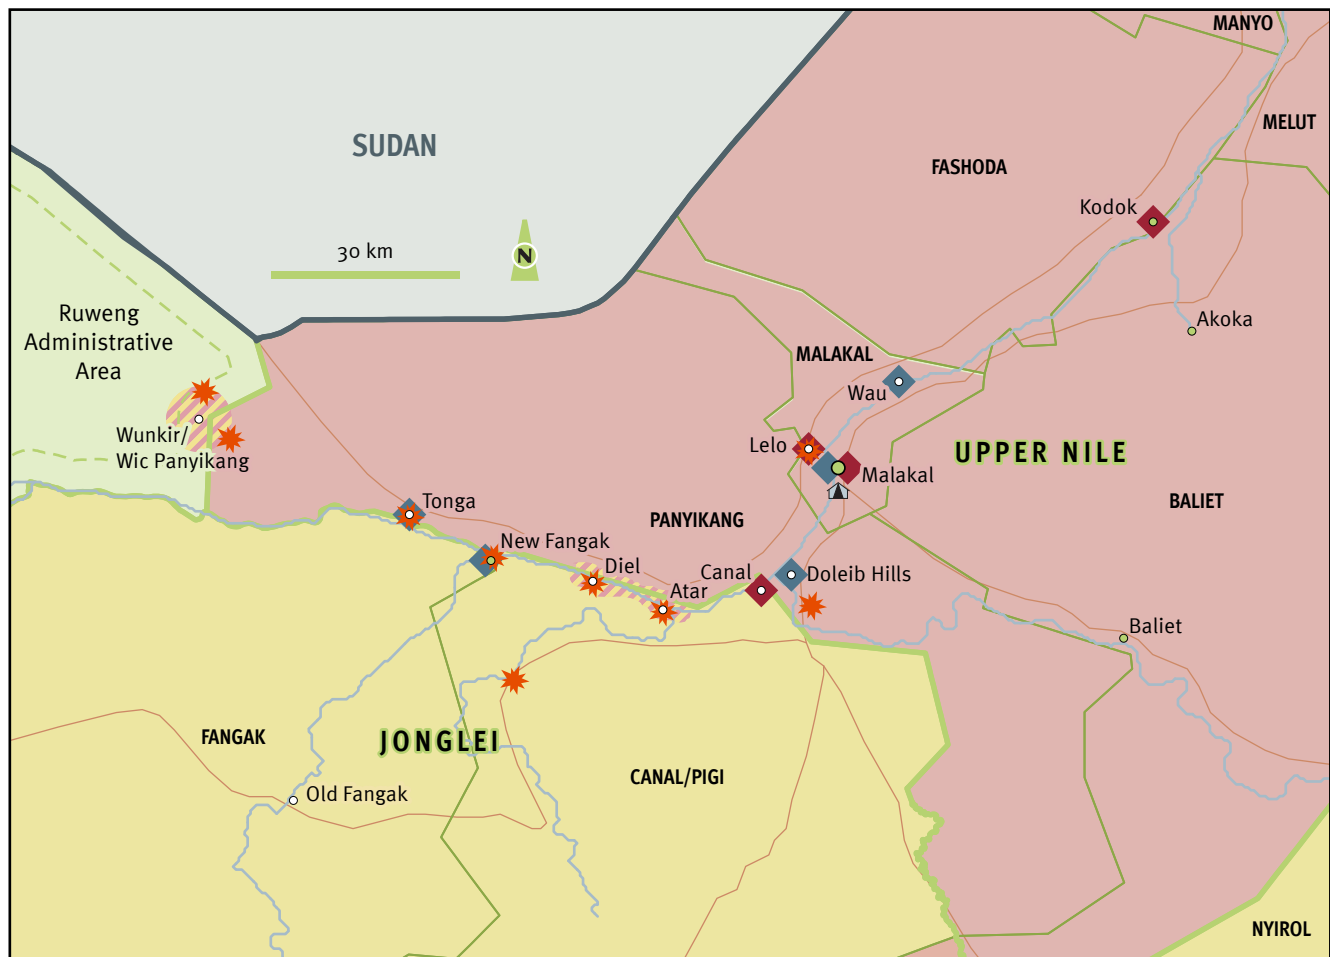 MANYO
SUDAN
MELUT
FASHODA
Kodok
30 km
N
Ruweng
Administrative
Area
Akoka
MALAKAL
Wau
Wunkir/
Wic Panyikang
Lelo
UPPER NILE
Malakal
Tonga
PANYIKANG
BALIET
New Fangak
Diel
Canal
Doleib Hills
Atar
Baliet
FANGAK
JONGLEI
CANAL/PIGI
Old Fangak
NYIROL